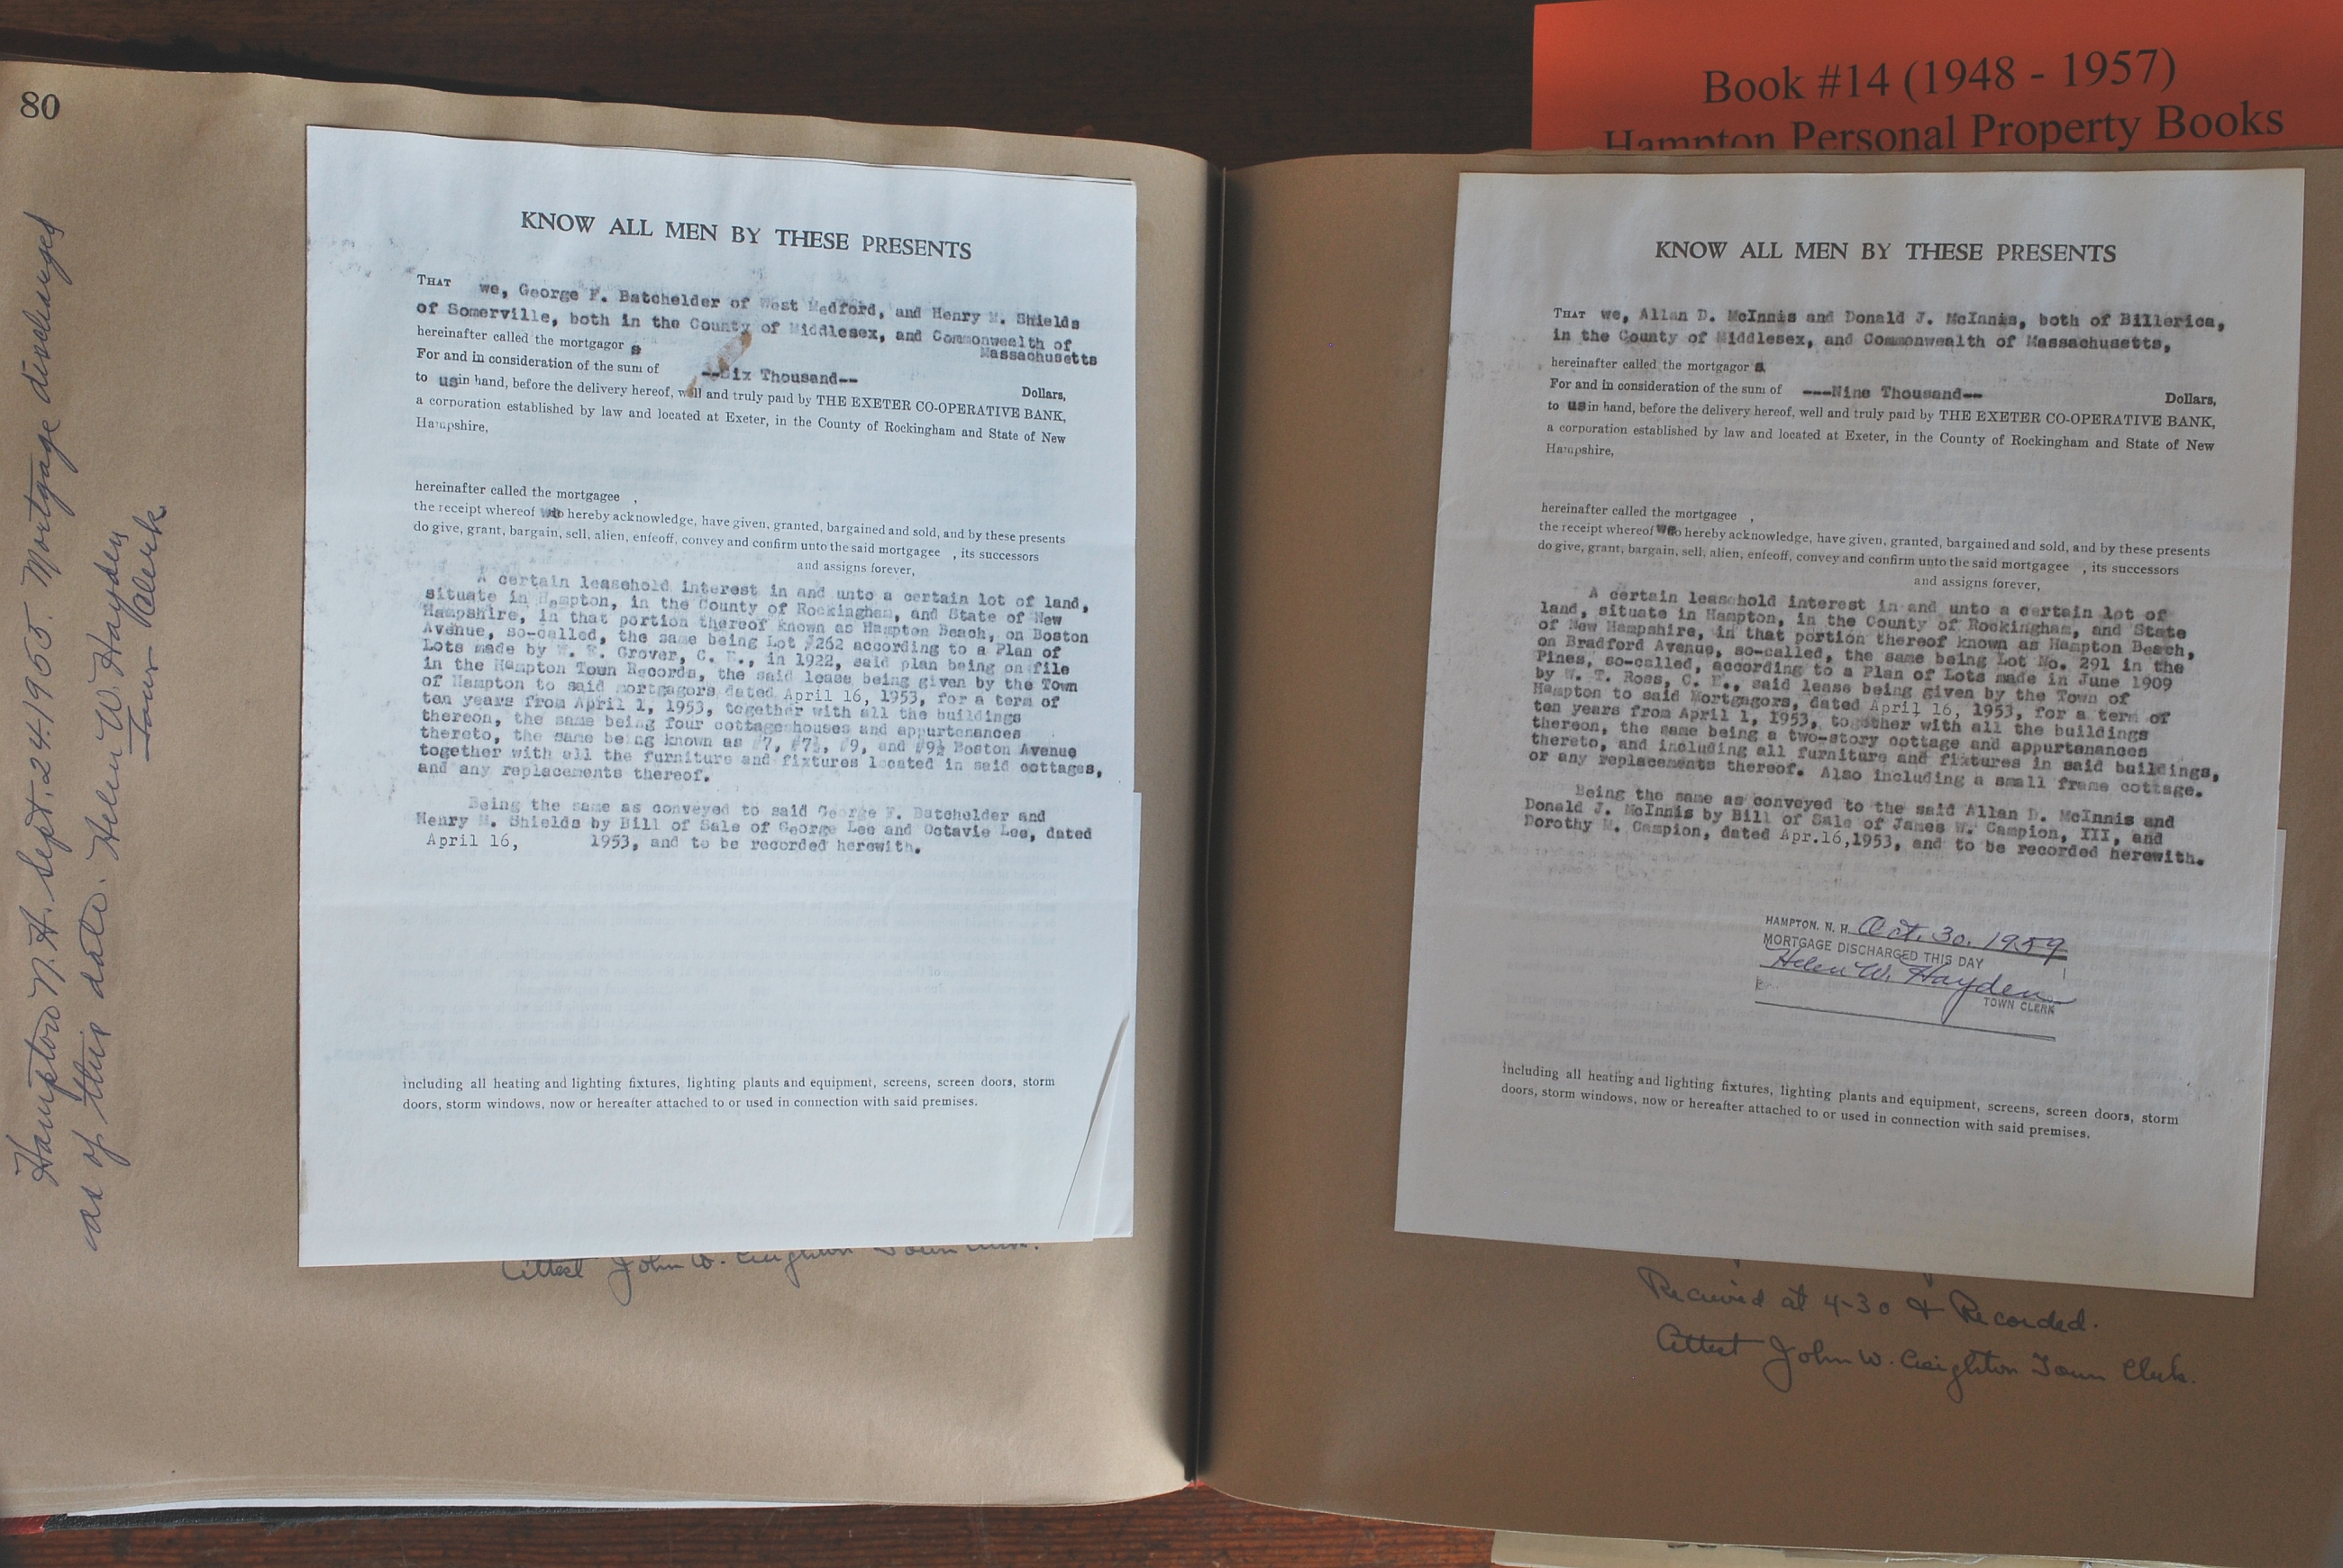 Book #14 (1948 - 1957)
Hampton Personal Property Books
80
Hampton N. H. Sept. 24 1965. Mortgage discharged
as of this date. Helen W. Hayden
Town Clerk
KNOW ALL MEN BY THESE PRESENTS
THAT we, George F. Batchelder of West Medford, and Henry M. Shields
of Somerville, both in the County of Middlesex, and Commonwealth of
Massachusetts
hereinafter called the mortgagor s
For and in consideration of the sum of --Six Thousand-- Dollars,
to us in hand, before the delivery hereof, well and truly paid by THE EXETER CO-OPERATIVE BANK,
a corporation established by law and located at Exeter, in the County of Rockingham and State of New
Hampshire,
hereinafter called the mortgagee ,
the receipt whereof we do hereby acknowledge, have given, granted, bargained and sold, and by these presents
do give, grant, bargain, sell, alien, enfeoff, convey and confirm unto the said mortgagee , its successors
and assigns forever,
A certain leasehold interest in and unto a certain lot of land,
situate in Hampton, in the County of Rockingham, and State of New
Hampshire, in that portion thereof known as Hampton Beach, on Boston
Avenue, so-called, the same being Lot #262 according to a Plan of
Lots made by W. E. Grover, C. E., in 1922, said plan being on file
in the Hampton Town Records, the said lease being given by the Town
of Hampton to said mortgagors dated April 16, 1953, for a term of
ten years from April 1, 1953, together with all the buildings
thereon, the same being four cottage houses and appurtenances
thereto, the same being known as #7, #7½, #9, and #9½ Boston Avenue
together with all the furniture and fixtures located in said cottages,
and any replacements thereof.
Being the same as conveyed to said George F. Batchelder and
Henry M. Shields by Bill of Sale of George Lee and Octavie Lee, dated
April 16, 1953, and to be recorded herewith.
including all heating and lighting fixtures, lighting plants and equipment, screens, screen doors, storm
doors, storm windows, now or hereafter attached to or used in connection with said premises.
Attest John W. Creighton Town Clerk.
KNOW ALL MEN BY THESE PRESENTS
THAT we, Allan D. McInnis and Donald J. McInnis, both of Billerica,
in the County of Middlesex, and Commonwealth of Massachusetts,
hereinafter called the mortgagor s
For and in consideration of the sum of ---Nine Thousand-- Dollars,
to us in hand, before the delivery hereof, well and truly paid by THE EXETER CO-OPERATIVE BANK,
a corporation established by law and located at Exeter, in the County of Rockingham and State of New
Hampshire,
hereinafter called the mortgagee ,
the receipt whereof we do hereby acknowledge, have given, granted, bargained and sold, and by these presents
do give, grant, bargain, sell, alien, enfeoff, convey and confirm unto the said mortgagee , its successors
and assigns forever,
A certain leasehold interest in and unto a certain lot of
land, situate in Hampton, in the County of Rockingham, and State
of New Hampshire, in that portion thereof known as Hampton Beach,
on Bradford Avenue, so-called, the same being Lot No. 291 in the
Pines, so-called, according to a Plan of Lots made in June 1909
by W. T. Ross, C. E., said lease being given by the Town of
Hampton to said Mortgagors, dated April 16, 1953, for a term of
ten years from April 1, 1953, together with all the buildings
thereon, the same being a two-story cottage and appurtenances
thereto, and including all furniture and fixtures in said buildings,
or any replacements thereof. Also including a small frame cottage.
Being the same as conveyed to the said Allan D. McInnis and
Donald J. McInnis by Bill of Sale of James W. Campion, III, and
Dorothy M. Campion, dated Apr.16,1953, and to be recorded herewith.
HAMPTON, N. H. Oct. 30, 1959
MORTGAGE DISCHARGED THIS DAY
Helen W. Hayden
TOWN CLERK
including all heating and lighting fixtures, lighting plants and equipment, screens, screen doors, storm
doors, storm windows, now or hereafter attached to or used in connection with said premises.
Received at 4-30 & Recorded.
Attest John W. Creighton Town Clerk.